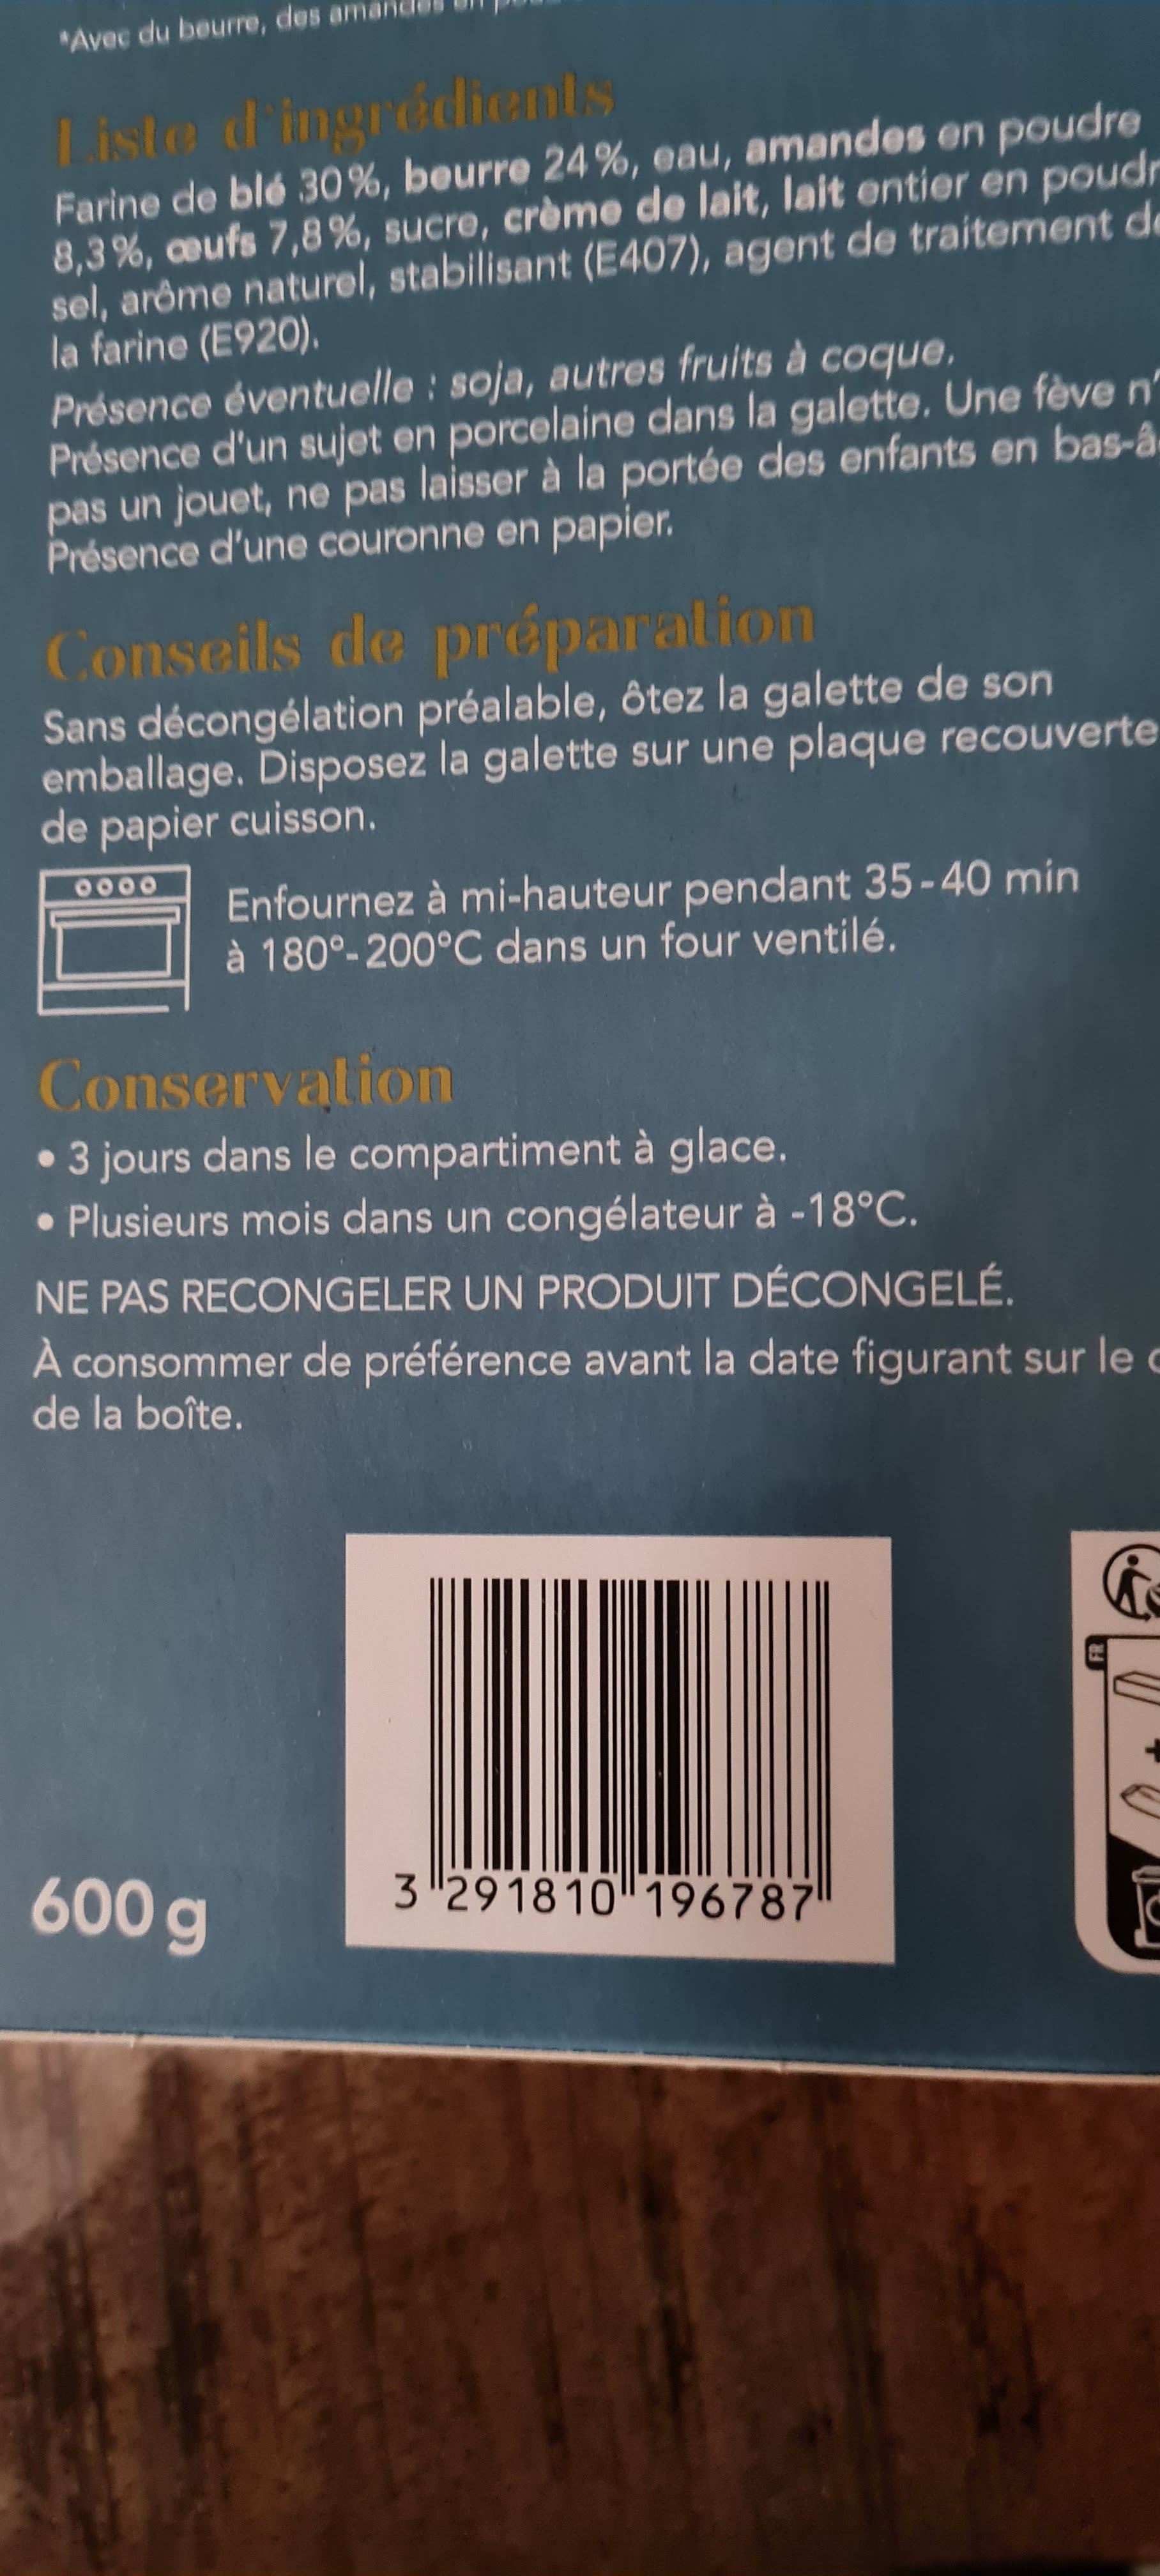 *Avec du beurre, des amandes en
Liste d'ingrédients
Farine de blé 30%, beurre 24%, eau, amandes en poudre
8,3%, œufs 7,8%, sucre, crème de lait, lait entier en poudr
sel, arôme naturel, stabilisant (E407), agent de traitement de
la farine (E920).
Présence éventuelle : soja, autres fruits à coque.
Présence d'un sujet en porcelaine dans la galette. Une fève n'
pas un jouet, ne pas laisser à la portée des enfants en bas-â
Présence d'une couronne en papier.
Conseils de préparation
Sans décongélation préalable, ôtez la galette de son
emballage. Disposez la galette sur une plaque recouverte
de papier cuisson.
Enfournez à mi-hauteur pendant 35-40 min
à 180°-200°C dans un four ventilé.
Conservation
• 3 jours dans le compartiment à glace.
• Plusieurs mois dans un congélateur à -18°C.
NE PAS RECONGELER UN PRODUIT DÉCONGELÉ.
À consommer de préférence avant la date figurant sur le
de la boîte.
FR
+
600 g
3 291810 196787